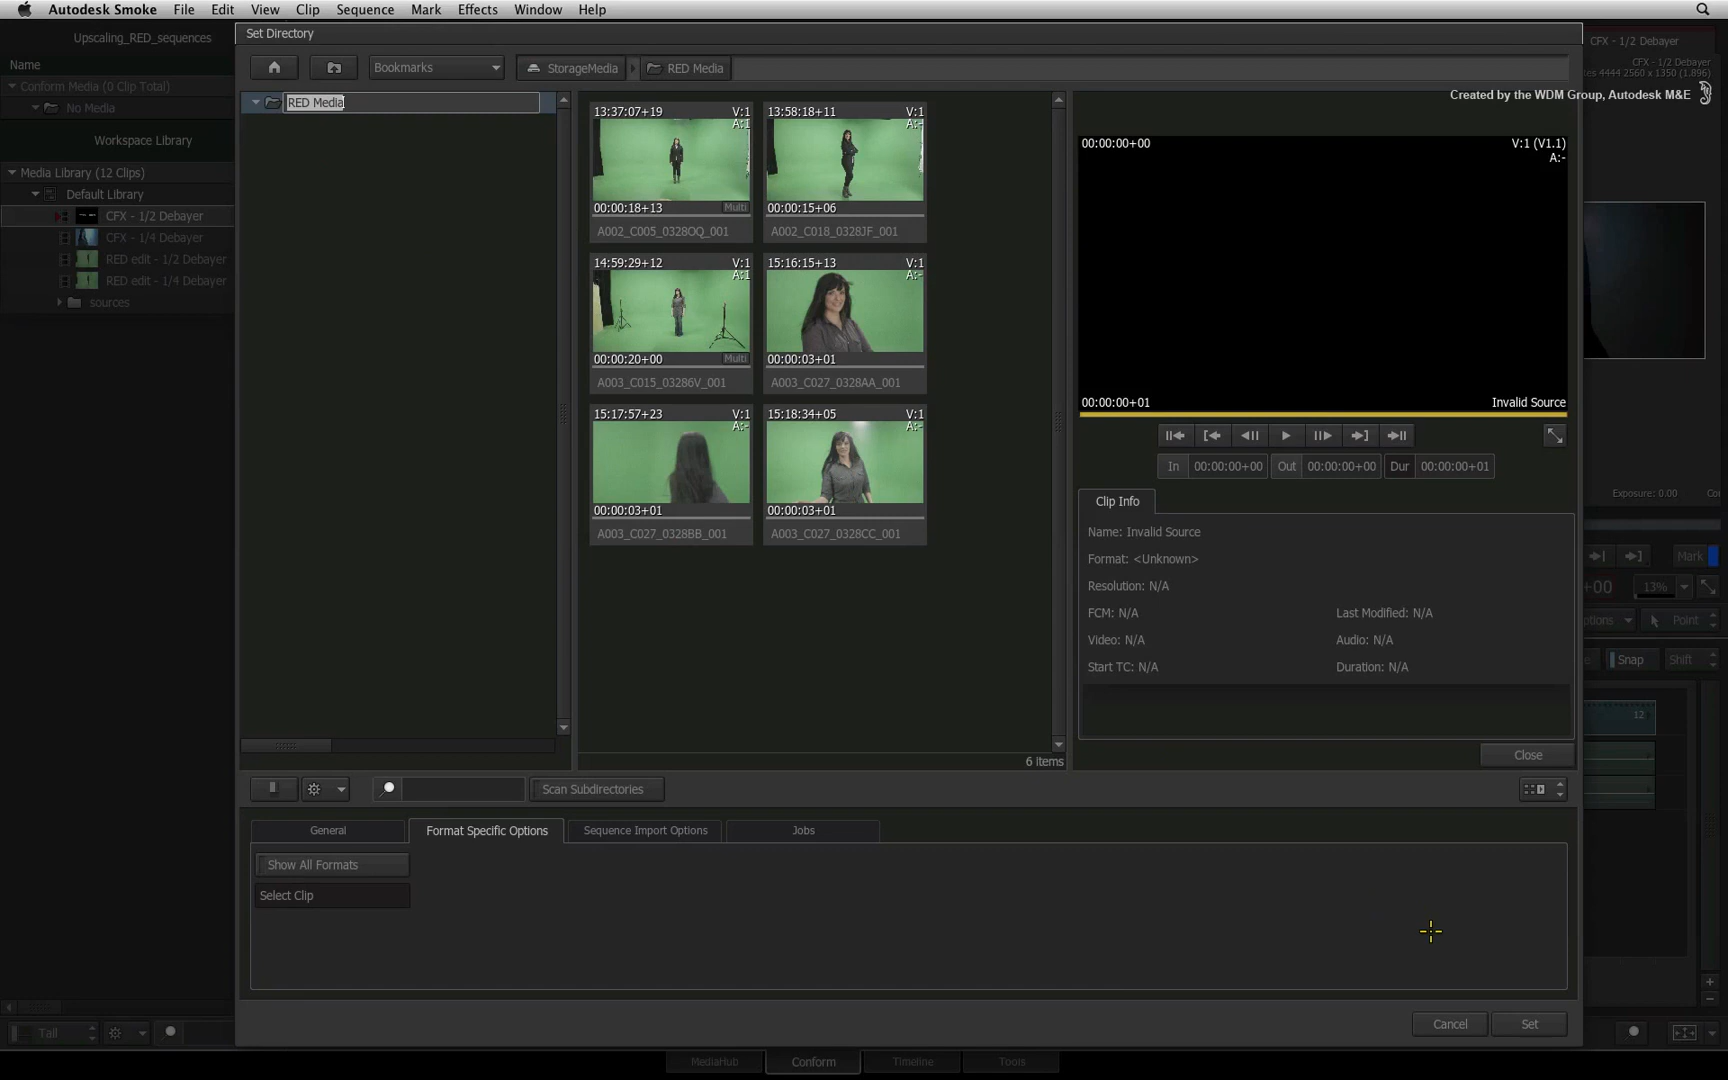 Autodesk Smoke File Edit View Clip Sequence Mark Effects Window Help
Upscaling_RED_sequences
Set Directory
CFX - 1/2 Debayer
Name
Bookmarks
StorageMedia
RED Media
CFX - 1/2 Debayer
4444 2560 x 1350 (1.896)
Conform Media (0 Clip Total)
No Media
Created by the WDM Group, Autodesk M&E
RED Media
Workspace Library
Media Library (12 Clips)
Default Library
CFX - 1/2 Debayer
CFX - 1/4 Debayer
RED edit - 1/2 Debayer
RED edit - 1/4 Debayer
sources
13:37:07+19 V:1
A:1
00:00:18+13 Multi
A002_C005_0328OQ_001
13:58:18+11 V:1
A:-
00:00:15+06
A002_C018_0328JF_001
14:59:29+12 V:1
A:1
00:00:20+00 Multi
A003_C015_03286V_001
15:16:15+13 V:1
A:-
00:00:03+01
A003_C027_0328AA_001
15:17:57+23 V:1
A:-
00:00:03+01
A003_C027_0328BB_001
15:18:34+05 V:1
A:-
00:00:03+01
A003_C027_0328CC_001
6 items
00:00:00+00 V:1 (V1.1)
A:-
00:00:00+01 Invalid Source
In 00:00:00+00 Out 00:00:00+00 Dur 00:00:00+01
Clip Info
Name: Invalid Source
Format: <Unknown>
Resolution: N/A
FCM: N/A Last Modified: N/A
Video: N/A Audio: N/A
Start TC: N/A Duration: N/A
Close
Exposure: 0.00
Mark
+00 13%
Point
Snap Shift
12
Scan Subdirectories
General Format Specific Options Sequence Import Options Jobs
Show All Formats
Select Clip
Cancel Set
Tall
MediaHub Conform Timeline Tools